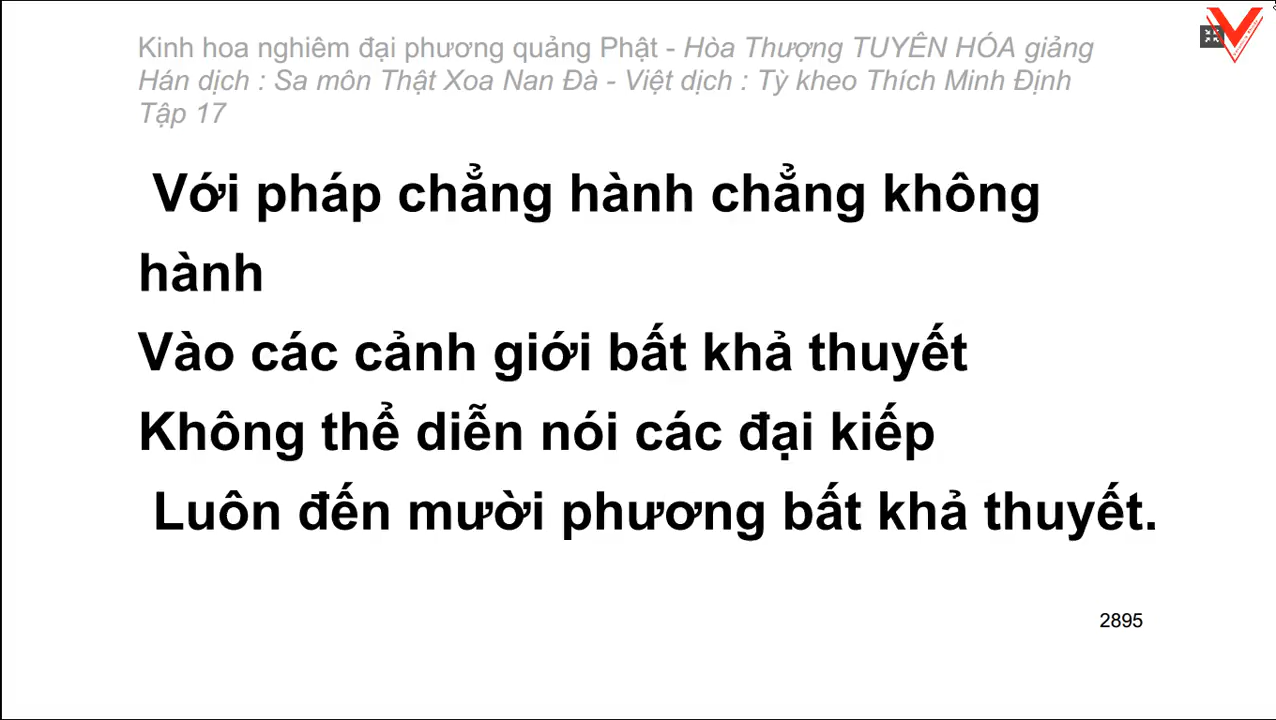 Kinh hoa nghiêm đại phương quảng Phật - Hòa Thượng TUYÊN HÓA giảng
Hán dịch : Sa môn Thật Xoa Nan Đà - Việt dịch : Tỳ kheo Thích Minh Định
Tập 17
Với pháp chẳng hành chẳng không
hành
Vào các cảnh giới bất khả thuyết
Không thể diễn nói các đại kiếp
Luôn đến mười phương bất khả thuyết.
2895